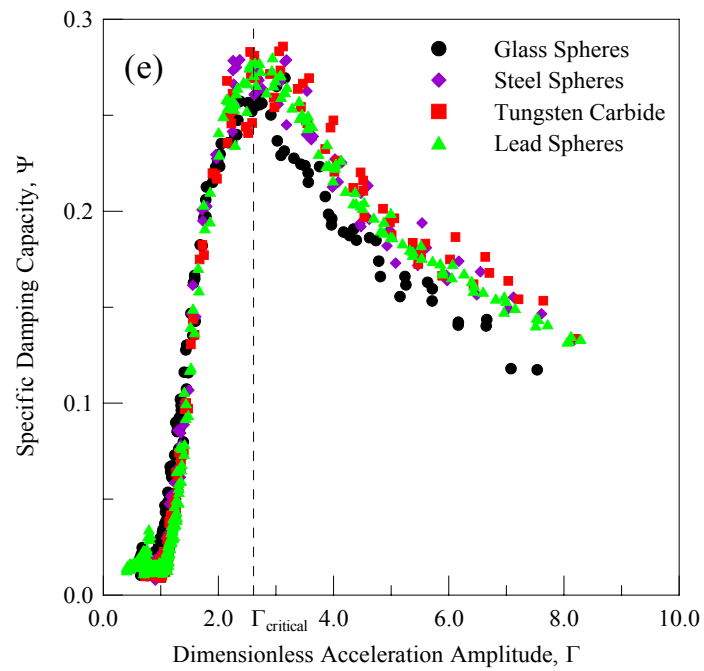 (e)
Glass Spheres
Steel Spheres
Tungsten Carbide
Lead Spheres
Specific Damping Capacity, Ψ
0.3
0.2
0.1
0.0
0.0 2.0 Γcritical 4.0 6.0 8.0 10.0
Dimensionless Acceleration Amplitude, Γ